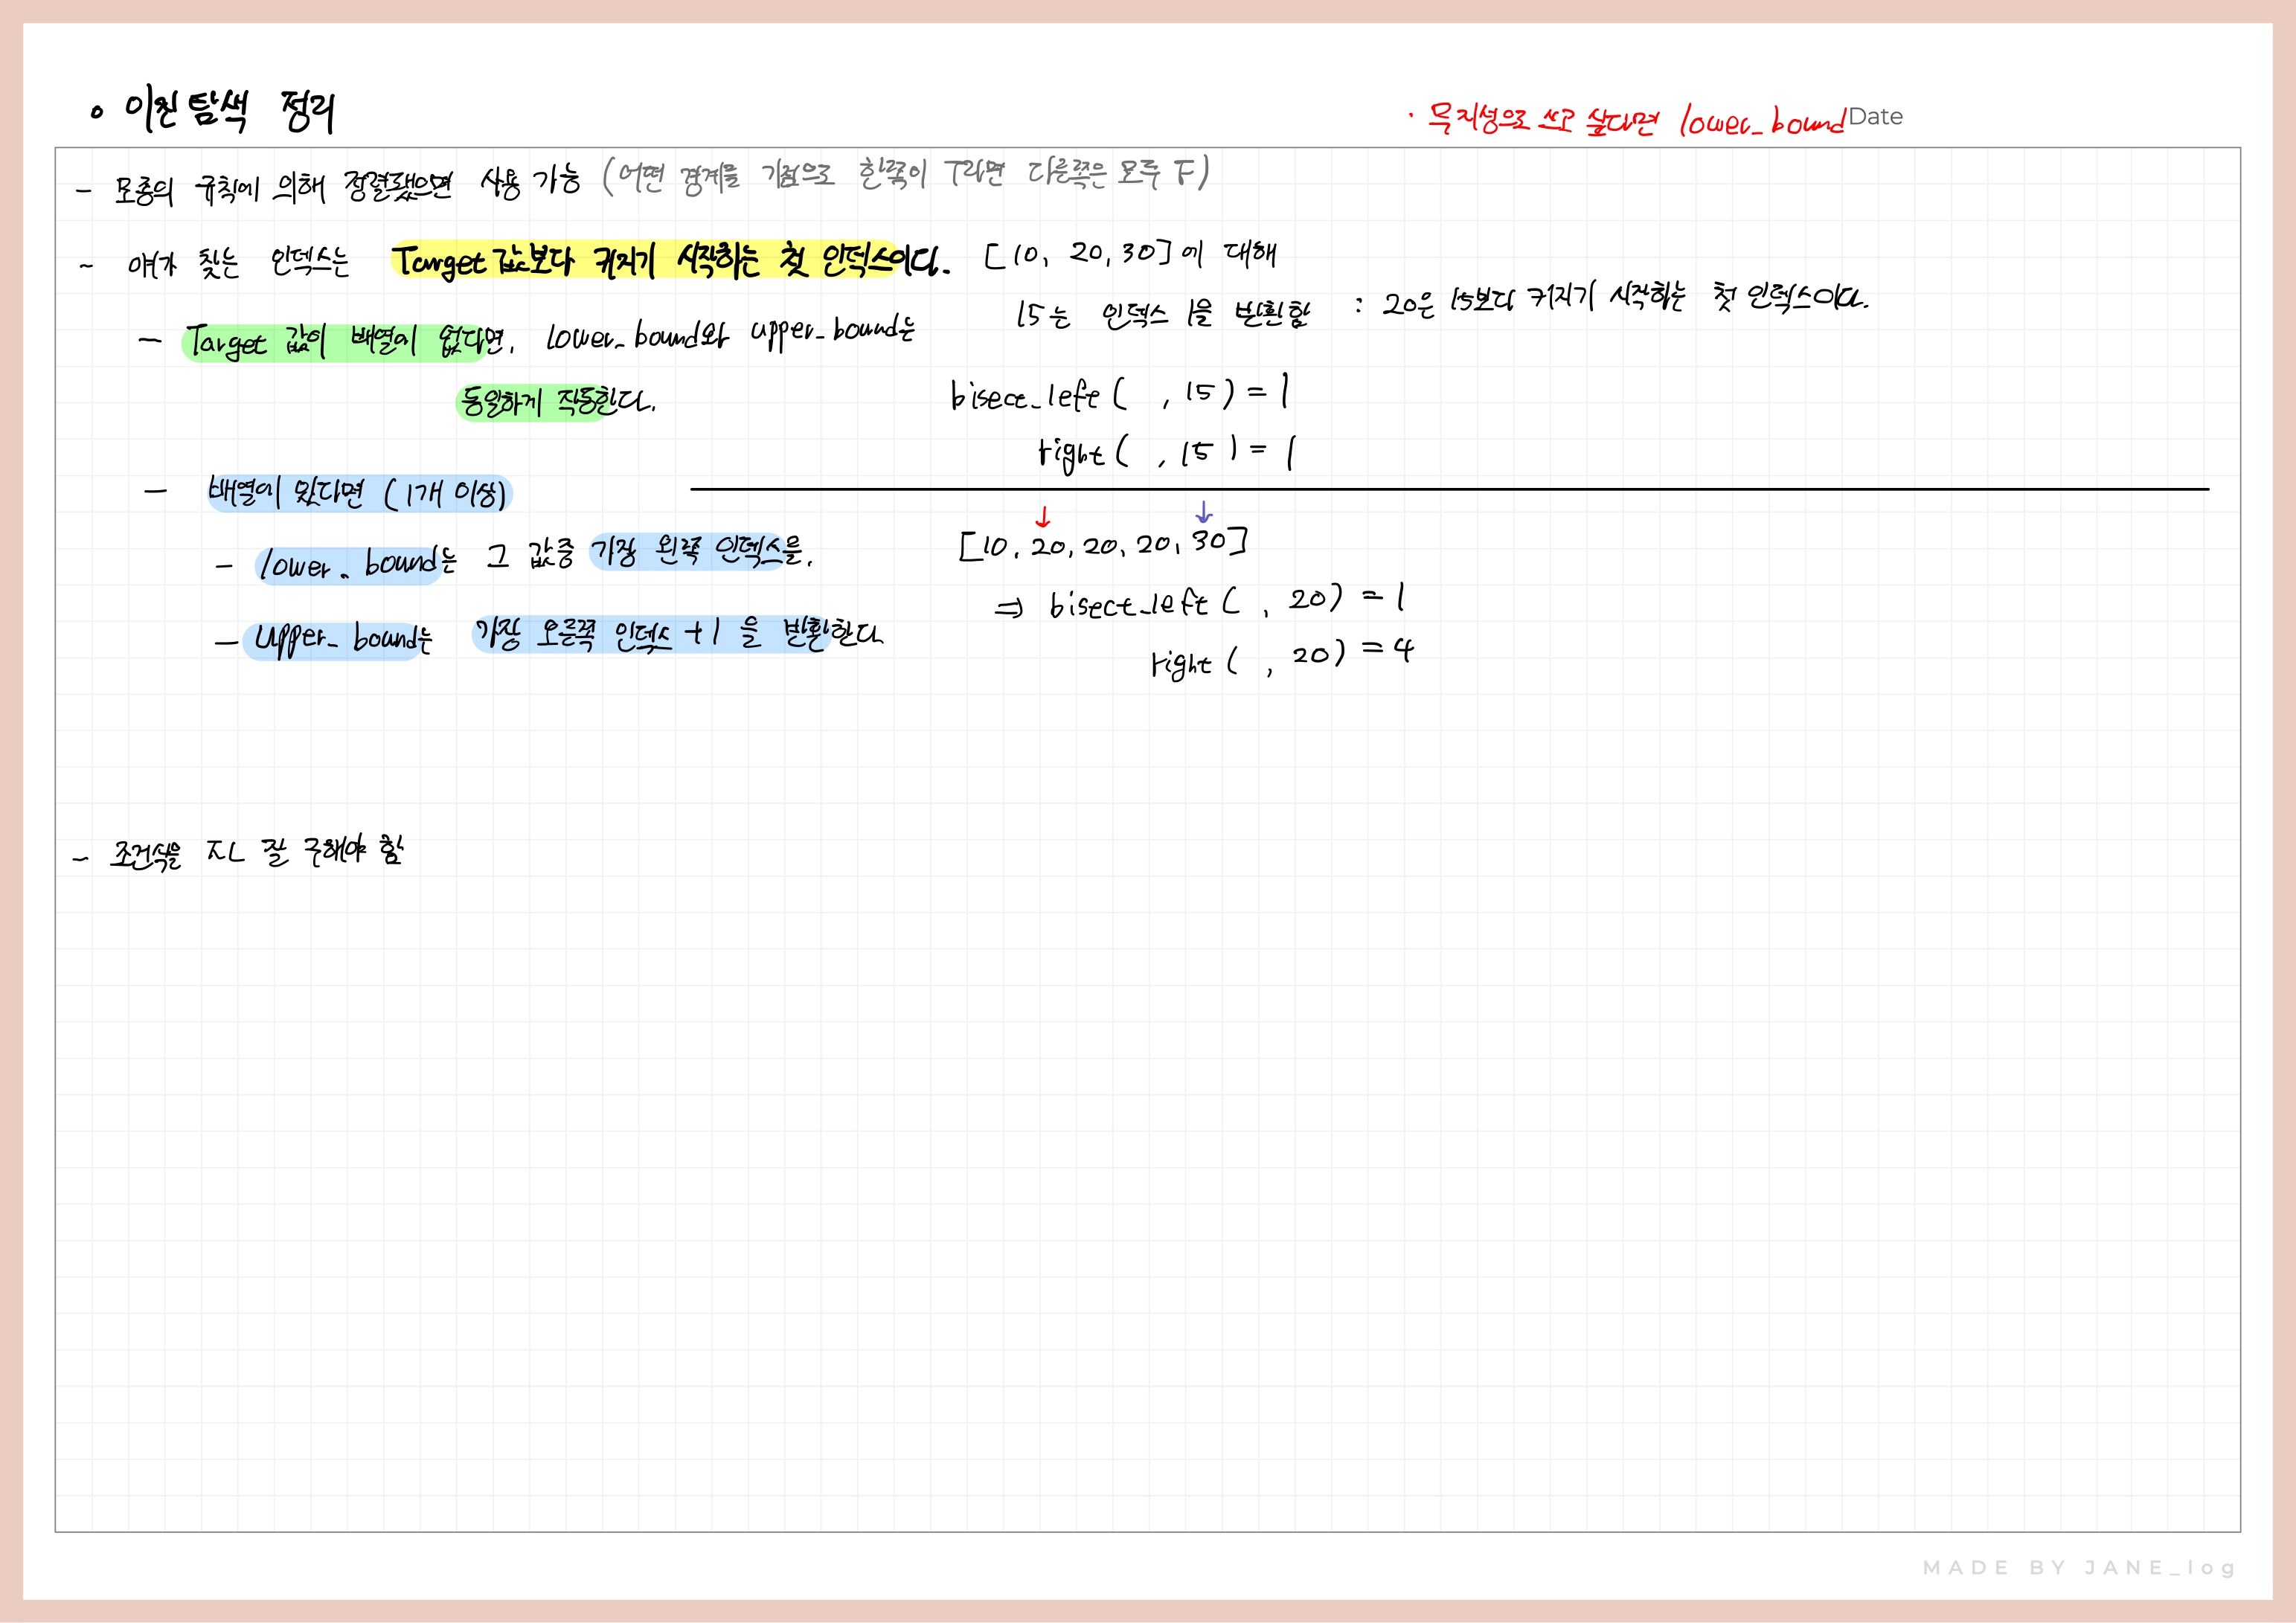 이진탐색 정리
· 무지성으로 쓰고 싶다면 lower_bound
Date
- 모종의 규칙에 의해 정렬됐으면 사용 가능 (어떤 경계를 기점으로 한쪽이 T라면 다른쪽은 모두 F)
- 얘가 찾는 인덱스는 Target 값보다 커지기 시작하는 첫 인덱스이다.
[10, 20, 30]에 대해
15는 인덱스 1을 반환함 : 20은 15보다 커지기 시작하는 첫 인덱스이다.
- Target 값이 배열에 없다면, lower_bound와 upper_bound는
동일하게 작동한다.
bisect_left( , 15) = 1
right( , 15) = 1
- 배열에 있다면 (1개 이상)
- lower_bound는 그 값중 가장 왼쪽 인덱스를,
- upper_bound는 가장 오른쪽 인덱스 +1 을 반환한다
[10, 20, 20, 20, 30]
⇒ bisect_left( , 20) = 1
right( , 20) = 4
- 조건식을 ㅈㄴ 잘 구해야 함
MADE BY JANE_log